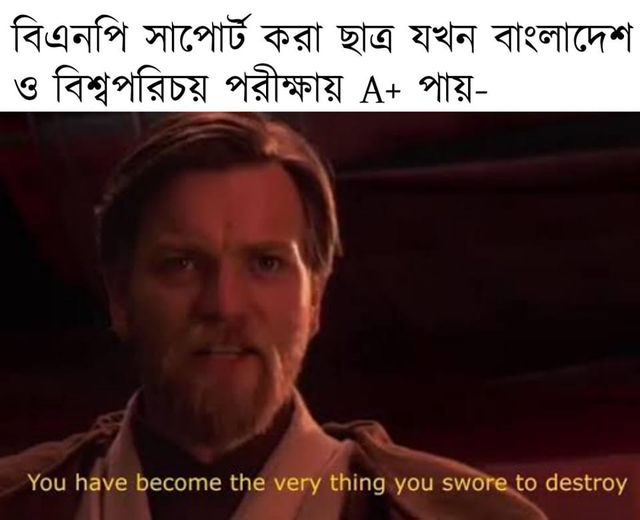 বিএনপি সাপোর্ট করা ছাত্র যখন বাংলাদেশ
ও বিশ্বপরিচয় পরীক্ষায় A+ পায়-
You have become the very thing you swore to destroy